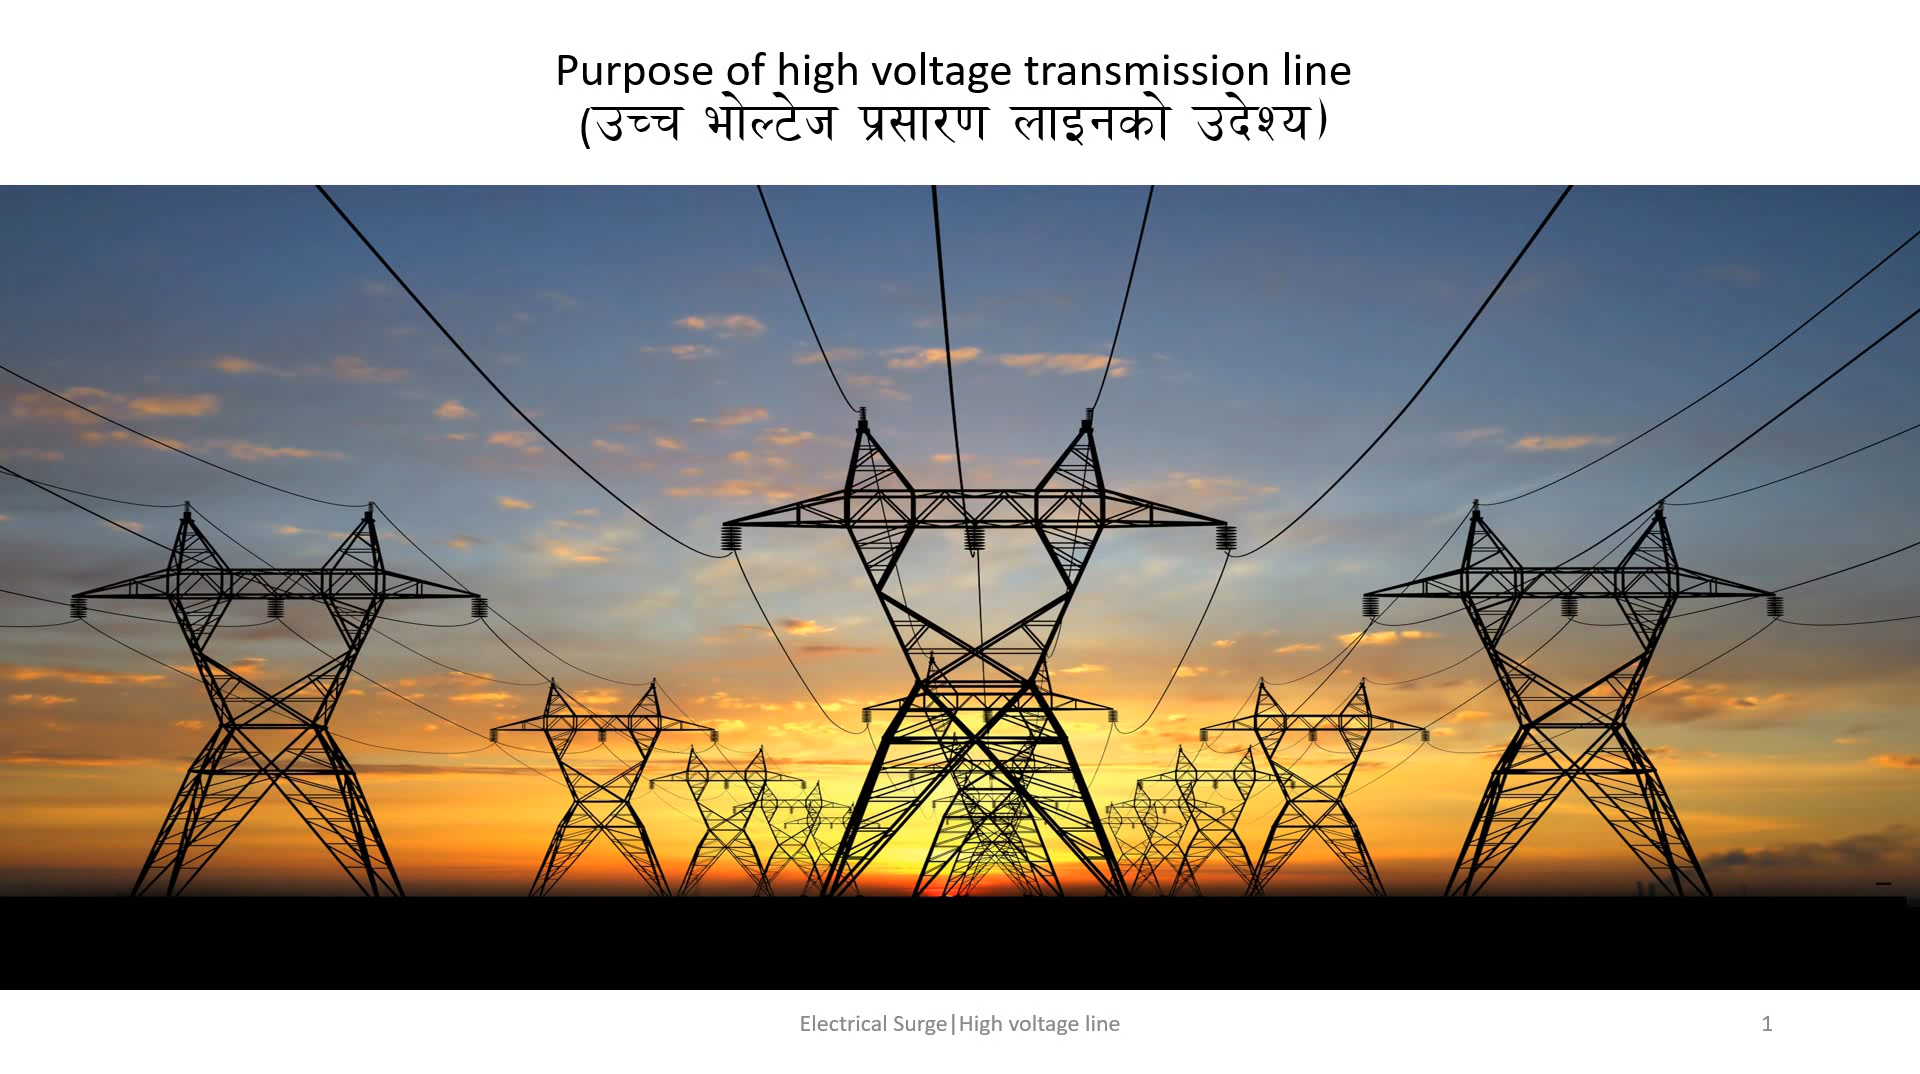 Purpose of high voltage transmission line
(उच्च भोल्टेज प्रसारण लाइनको उदेश्य)
Electrical Surge|High voltage line
1